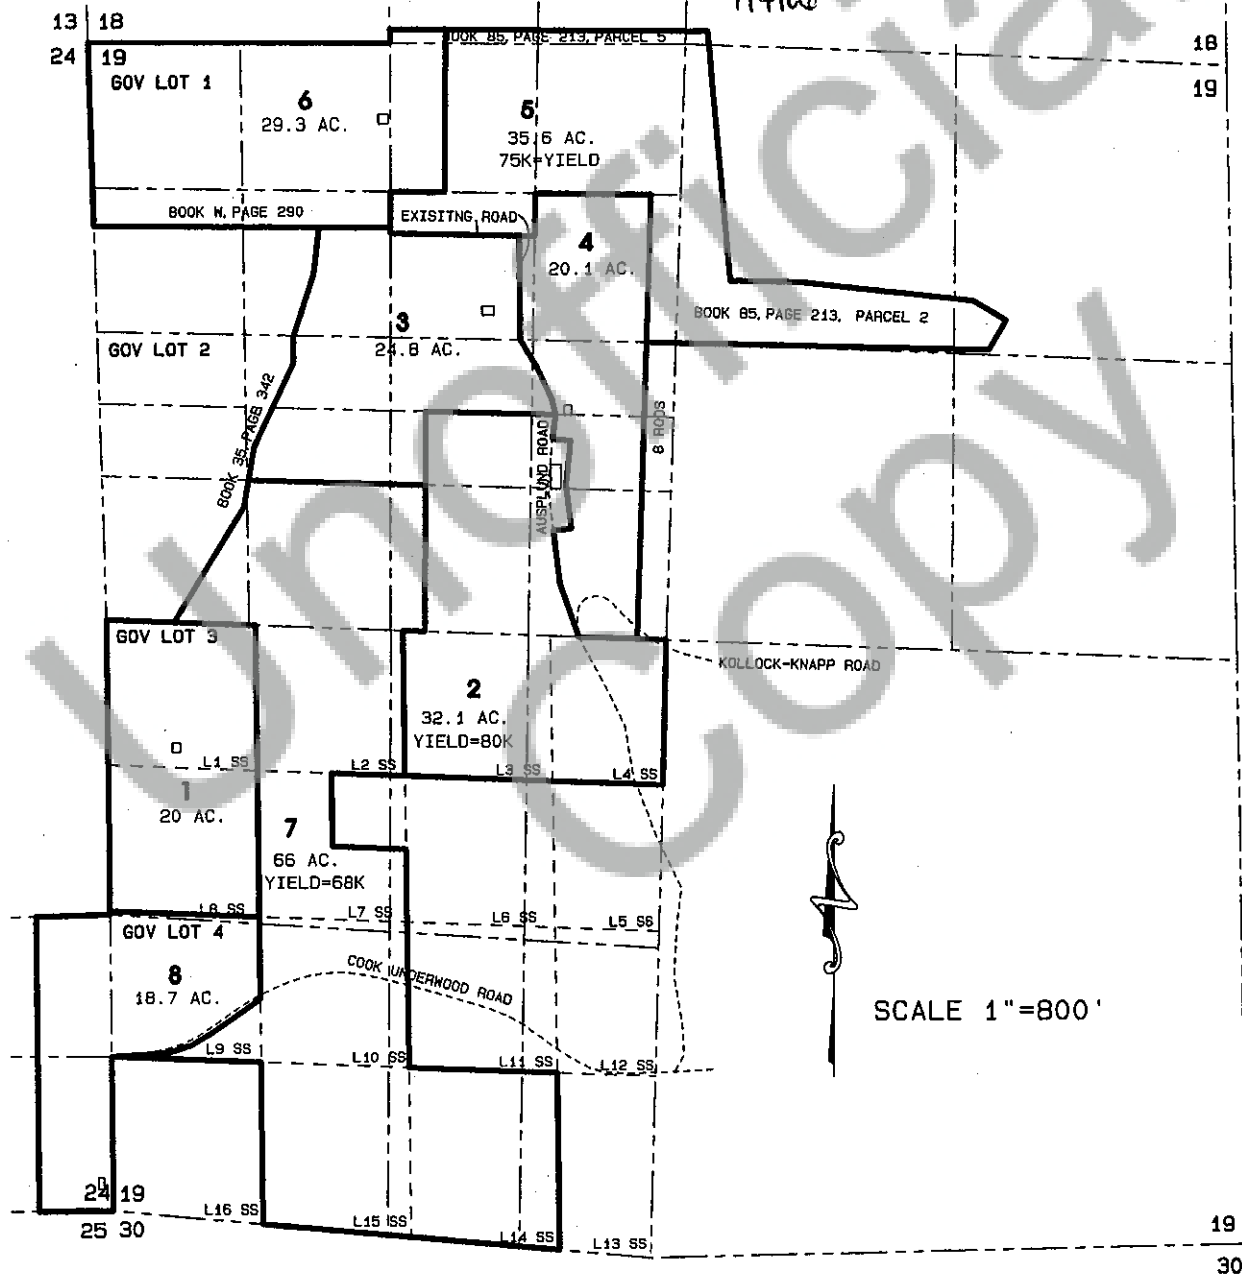 13 18
18
24 19
19
GOV LOT 1
6
29.3 AC.
OOK 85, PAGE 213, PARCEL 5
5
35.6 AC.
75K=YIELD
BOOK W, PAGE 290
EXISITNG ROAD
4
20.1 AC.
BOOK 85, PAGE 213, PARCEL 2
3
24.8 AC.
GOV LOT 2
BOOK 35, PAGB 342
AUSPLUND ROAD
8 RODS
GOV LOT 3
KOLLOCK-KNAPP ROAD
2
32.1 AC.
YIELD=80K
L1 SS
L2 SS
L3 SS
L4 SS
1
20 AC.
7
66 AC.
YIELD=68K
L8 SS
L7 SS
L6 SS
L5 SS
GOV LOT 4
8
18.7 AC.
COOK UNDERWOOD ROAD
SCALE 1"=800'
L9 SS
L10 SS
L11 SS
L12 SS
24 19
25 30
L16 SS
L15 SS
L14 SS
L13 SS
19
30
Unofficial
Copy